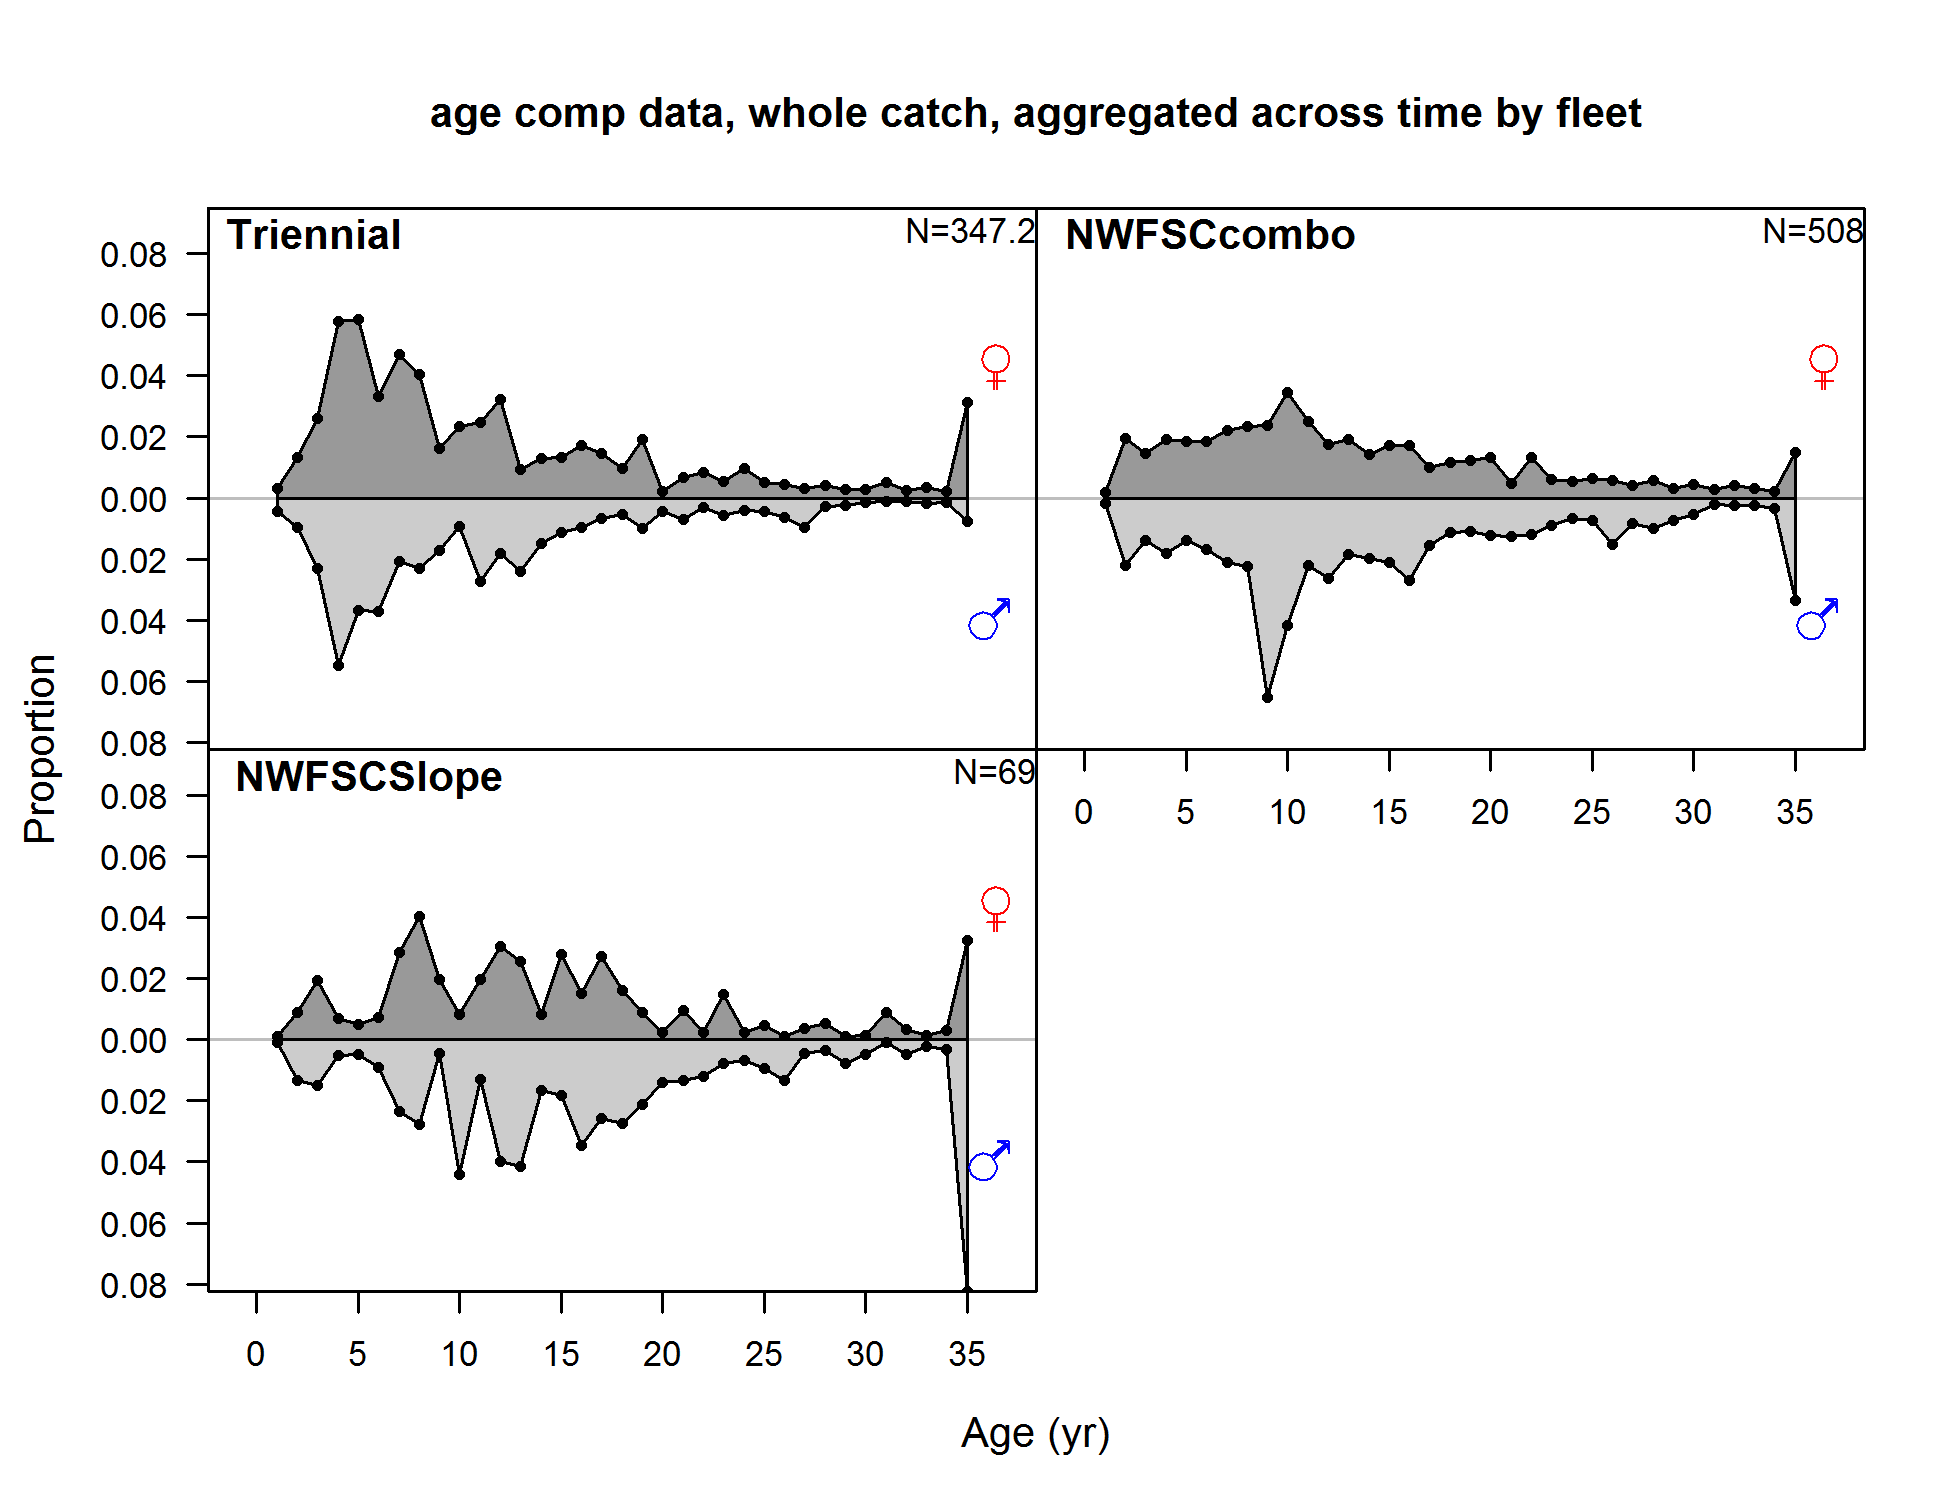 age comp data, whole catch, aggregated across time by fleet
Triennial
N=347.2
NWFSCcombo
N=508
0.08
0.06
0.04
0.02
0.00
0.02
0.04
0.06
0.08
♀
♂
♀
♂
0 5 10 15 20 25 30 35
NWFSCSlope
N=69
0.08
0.06
0.04
0.02
0.00
0.02
0.04
0.06
0.08
♀
♂
0 5 10 15 20 25 30 35
Proportion
Age (yr)